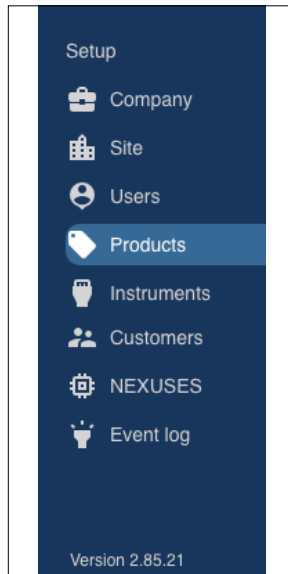 Setup
Company
Site
Users
Products
Instruments
Customers
NEXUSES
Event log
Version 2.85.21